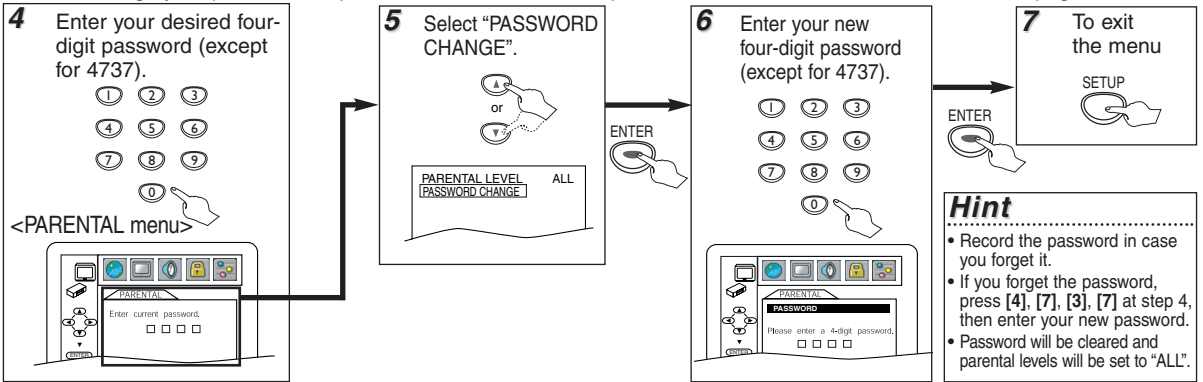 4 Enter your desired four-
digit password (except
for 4737).
1 2 3
4 5 6
7 8 9
0
<PARENTAL menu>
PARENTAL
Enter current password.
ENTER
5 Select “PASSWORD
CHANGE”.
▲
or
▼
PARENTAL LEVEL ALL
PASSWORD CHANGE
ENTER
6 Enter your new
four-digit password
(except for 4737).
1 2 3
4 5 6
7 8 9
0
PARENTAL
PASSWORD
Please enter a 4-digit password.
ENTER
ENTER
7 To exit
the menu
SETUP
Hint
• Record the password in case
you forget it.
• If you forget the password,
press [4], [7], [3], [7] at step 4,
then enter your new password.
• Password will be cleared and
parental levels will be set to “ALL”.